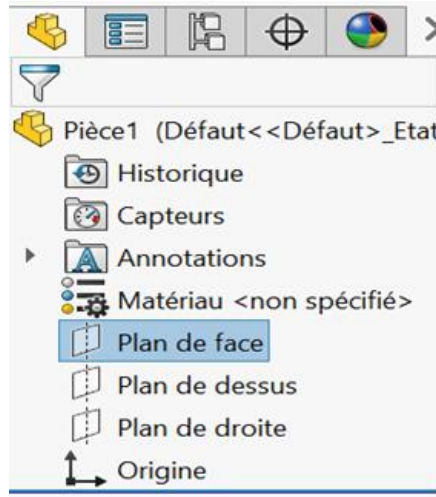 Pièce1 (Défaut<<Défaut>_Etat
Historique
Capteurs
Annotations
Matériau <non spécifié>
Plan de face
Plan de dessus
Plan de droite
Origine